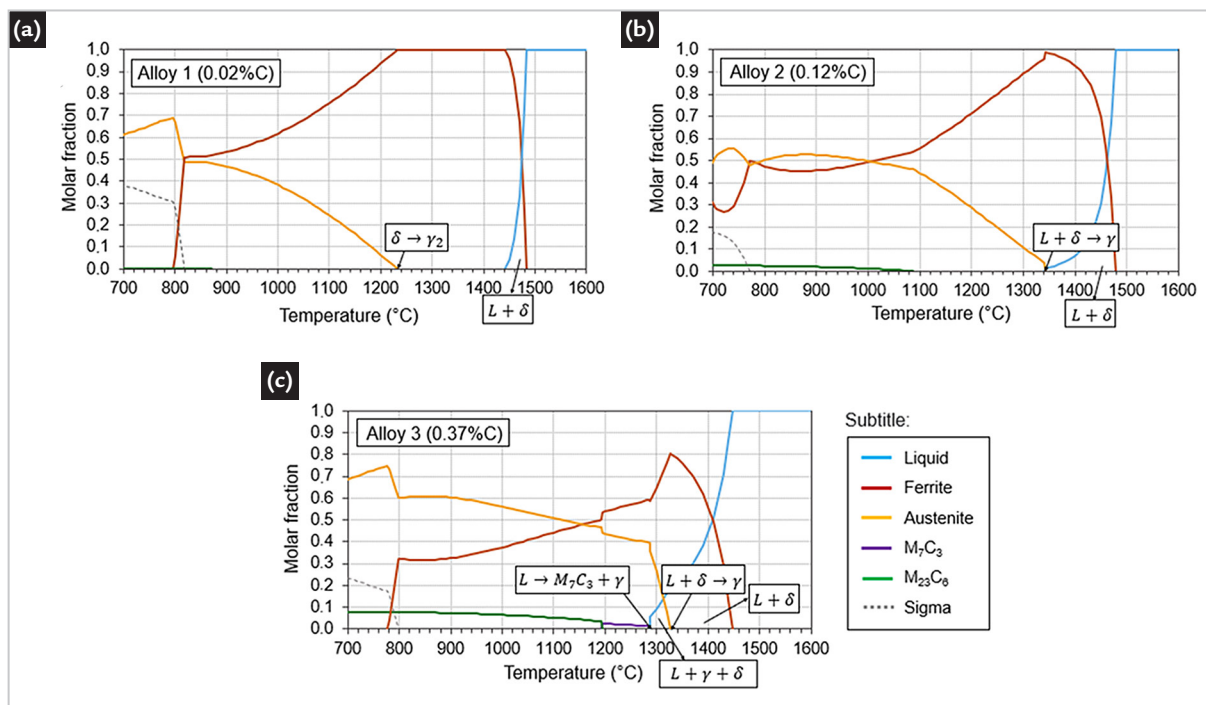 (a)
Alloy 1 (0.02%C)
Molar fraction
1.0
0.9
0.8
0.7
0.6
0.5
0.4
0.3
0.2
0.1
0.0
δ → γ₂
700 800 900 1000 1100 1200 1300 1400 1500 1600
Temperature (°C)
L + δ
(b)
Alloy 2 (0.12%C)
Molar fraction
1.0
0.9
0.8
0.7
0.6
0.5
0.4
0.3
0.2
0.1
0.0
L + δ → γ
700 800 900 1000 1100 1200 1300 1400 1500 1600
Temperature (°C)
L + δ
(c)
Alloy 3 (0.37%C)
Molar fraction
1.0
0.9
0.8
0.7
0.6
0.5
0.4
0.3
0.2
0.1
0.0
L → M₇C₃ + γ
L + δ → γ
L + δ
700 800 900 1000 1100 1200 1300 1400 1500 1600
Temperature (°C)
L + γ + δ
Subtitle:
Liquid
Ferrite
Austenite
M₇C₃
M₂₃C₆
Sigma